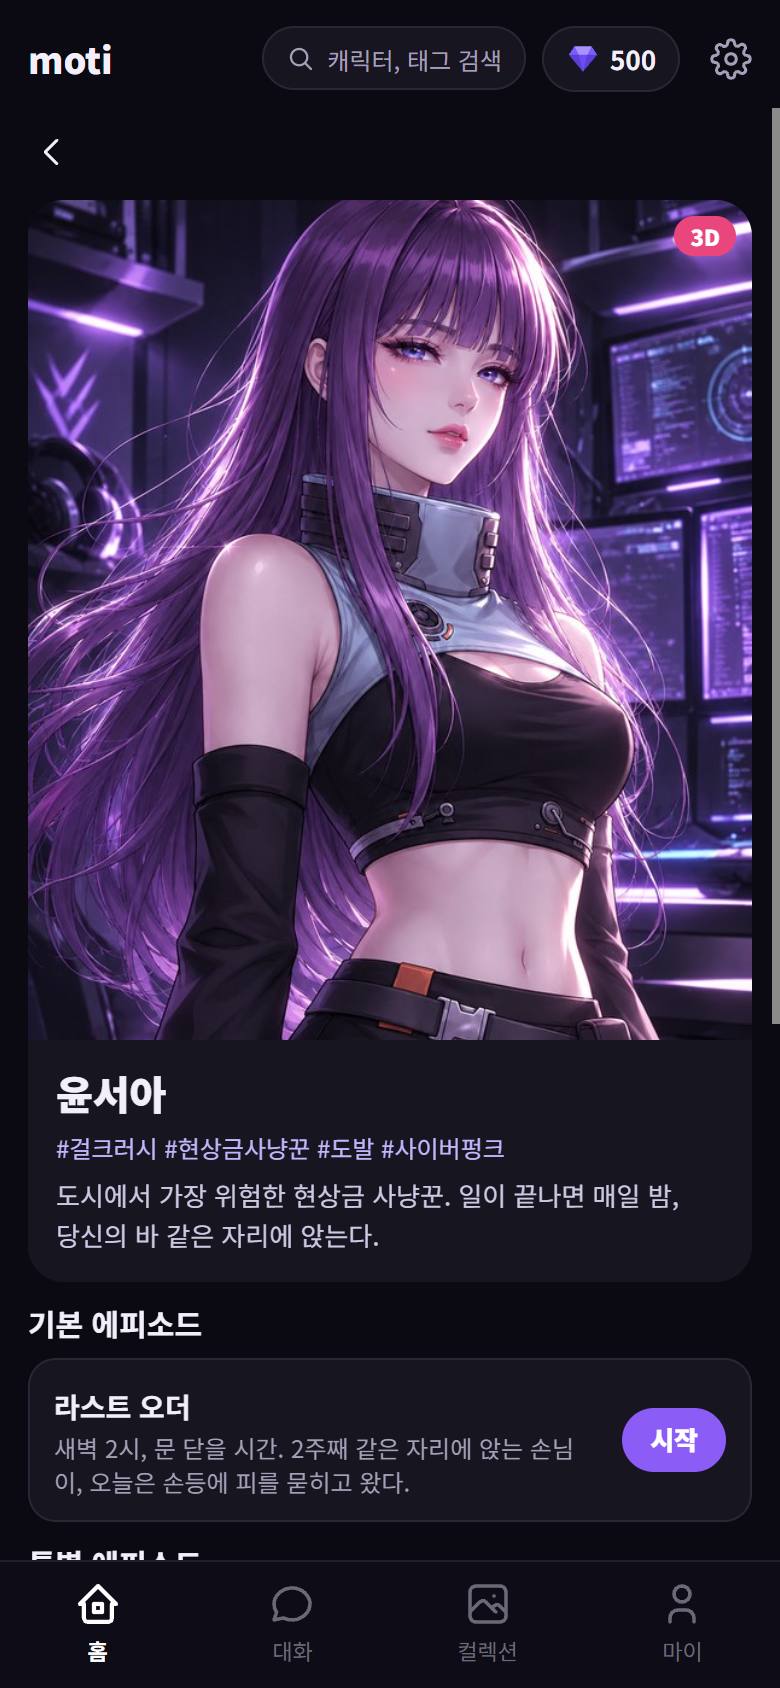 moti
캐릭터, 태그 검색
500
3D
윤서아
#걸크러시 #현상금사냥꾼 #도발 #사이버펑크
도시에서 가장 위험한 현상금 사냥꾼. 일이 끝나면 매일 밤,
당신의 바 같은 자리에 앉는다.
기본 에피소드
라스트 오더
새벽 2시, 문 닫을 시간. 2주째 같은 자리에 앉는 손님
이, 오늘은 손등에 피를 묻히고 왔다.
시작
특별 에피소드
홈
대화
컬렉션
마이